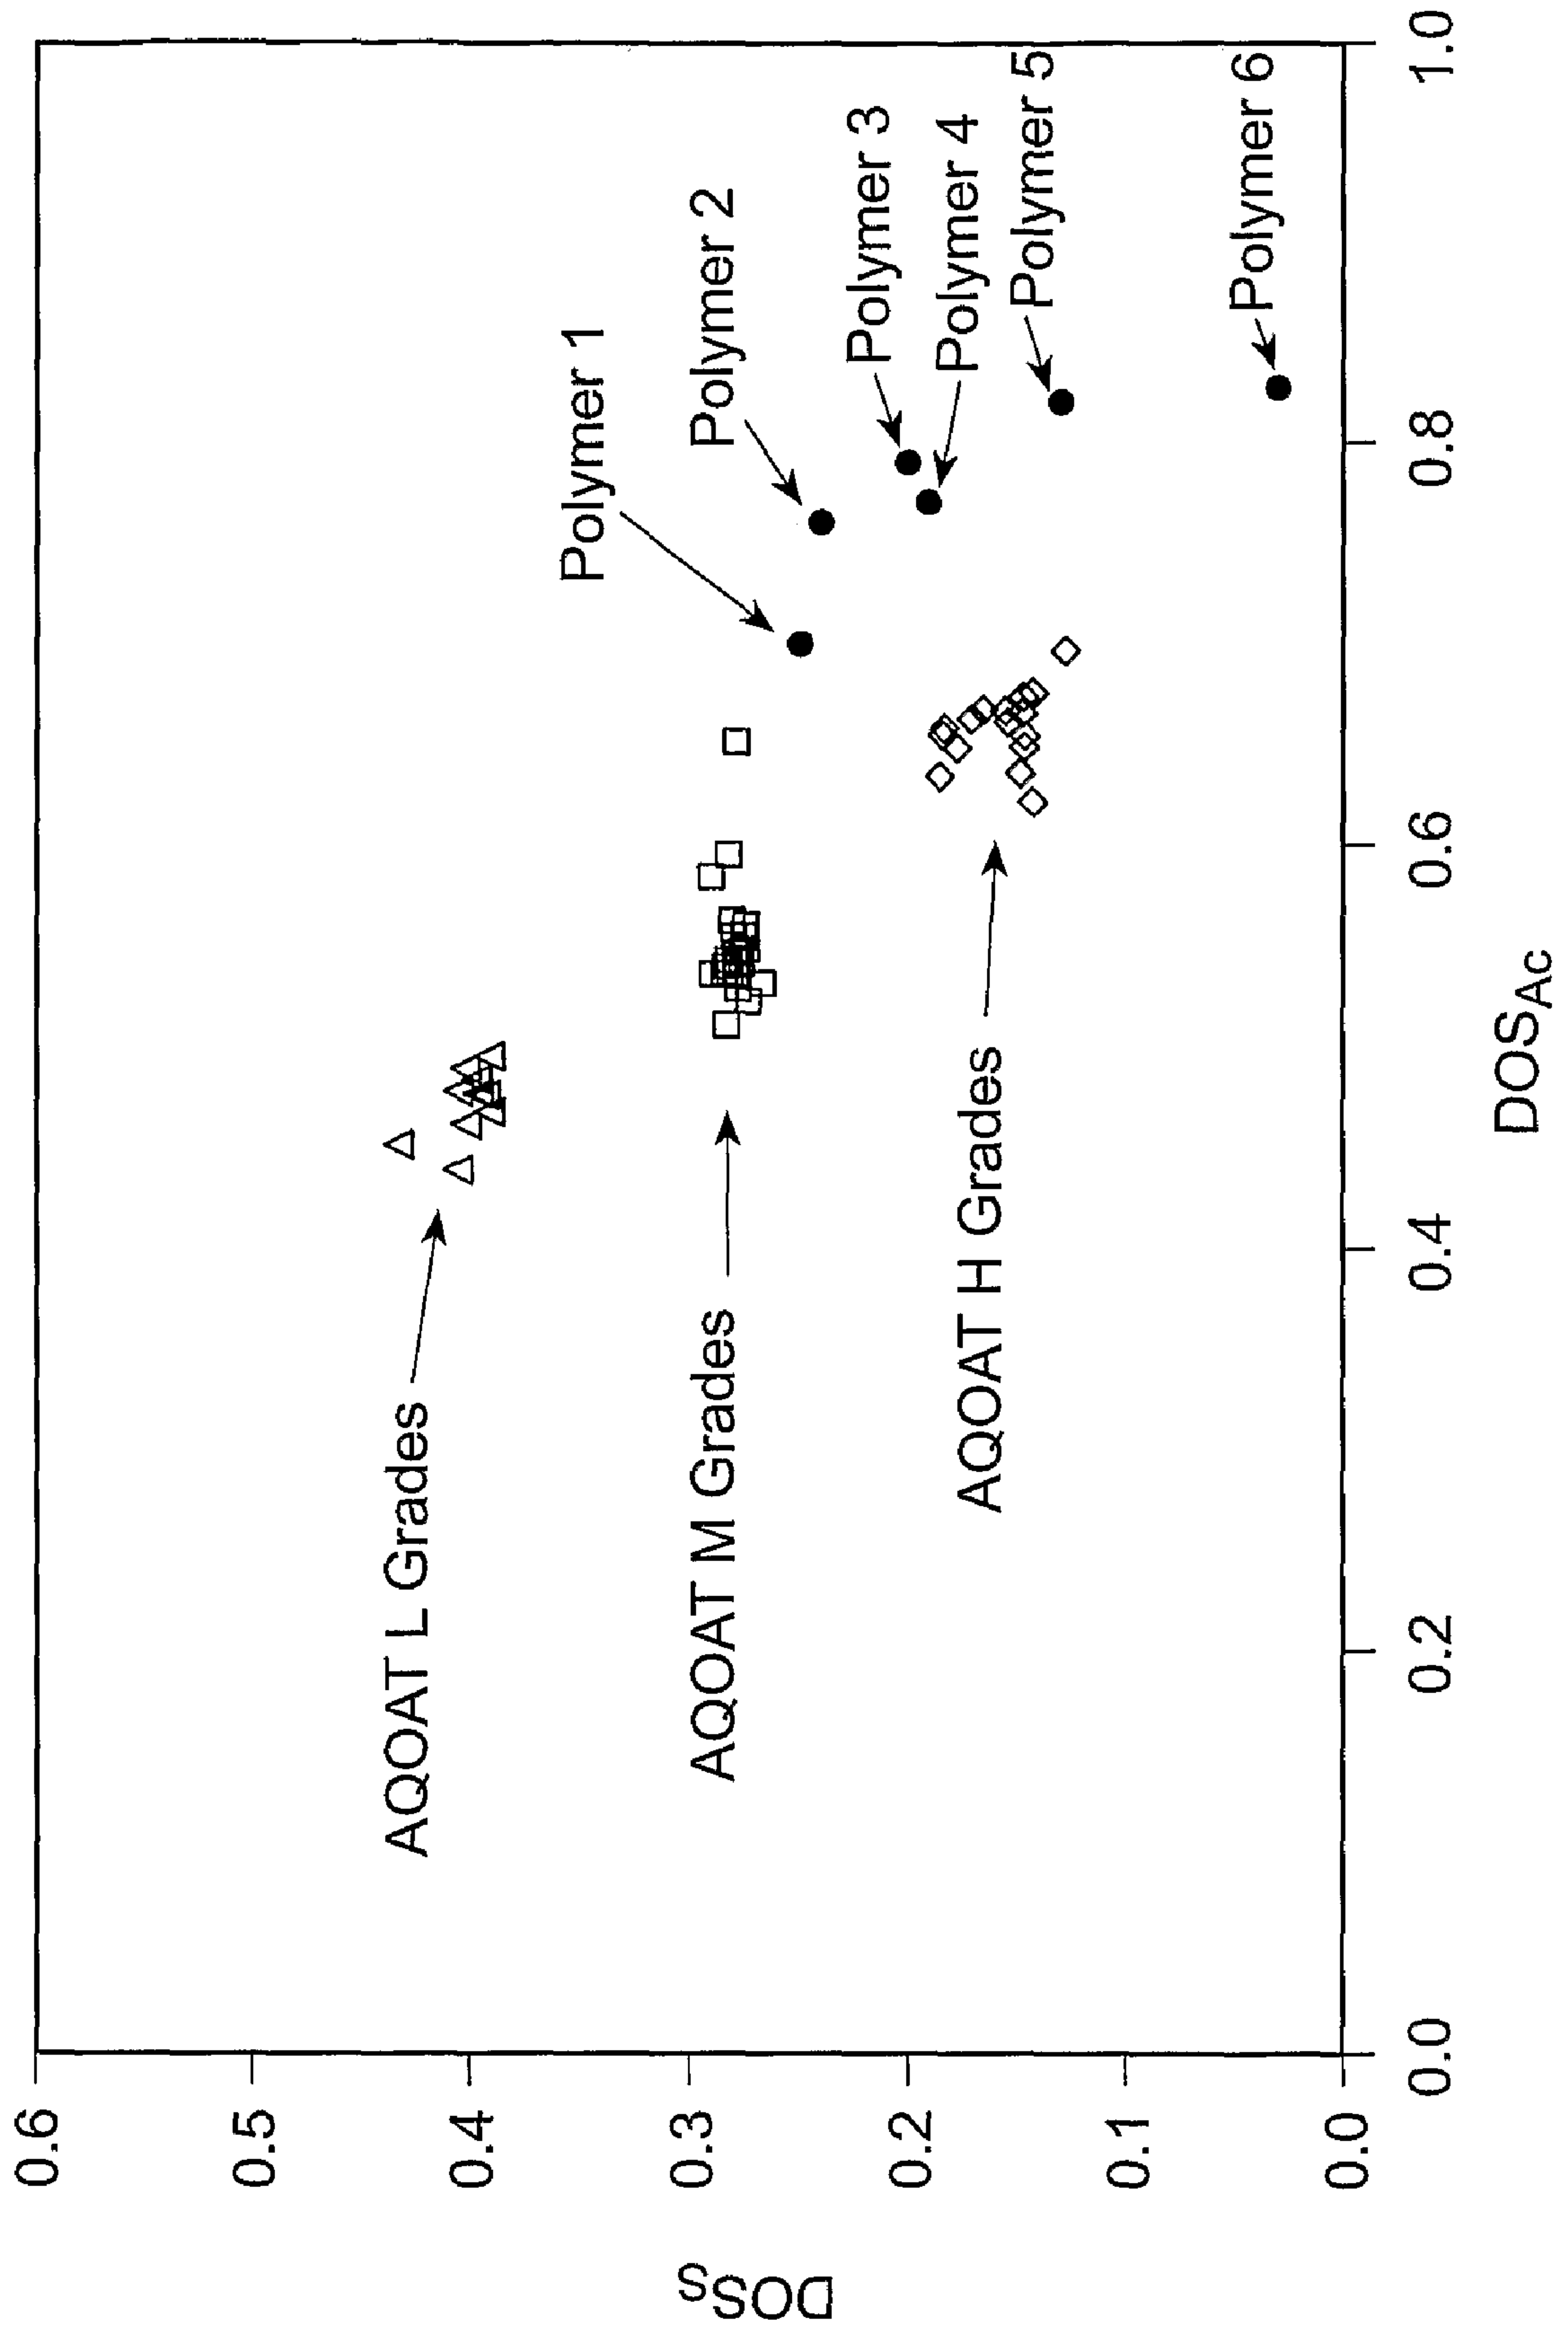 0.6
0.5
0.4
0.3
0.2
0.1
0.0
DOSS
AQOAT L Grades
AQOAT M Grades
AQOAT H Grades
Polymer 1
Polymer 2
Polymer 3
Polymer 4
Polymer 5
Polymer 6
0.0
0.2
0.4
0.6
0.8
1.0
DOSAc